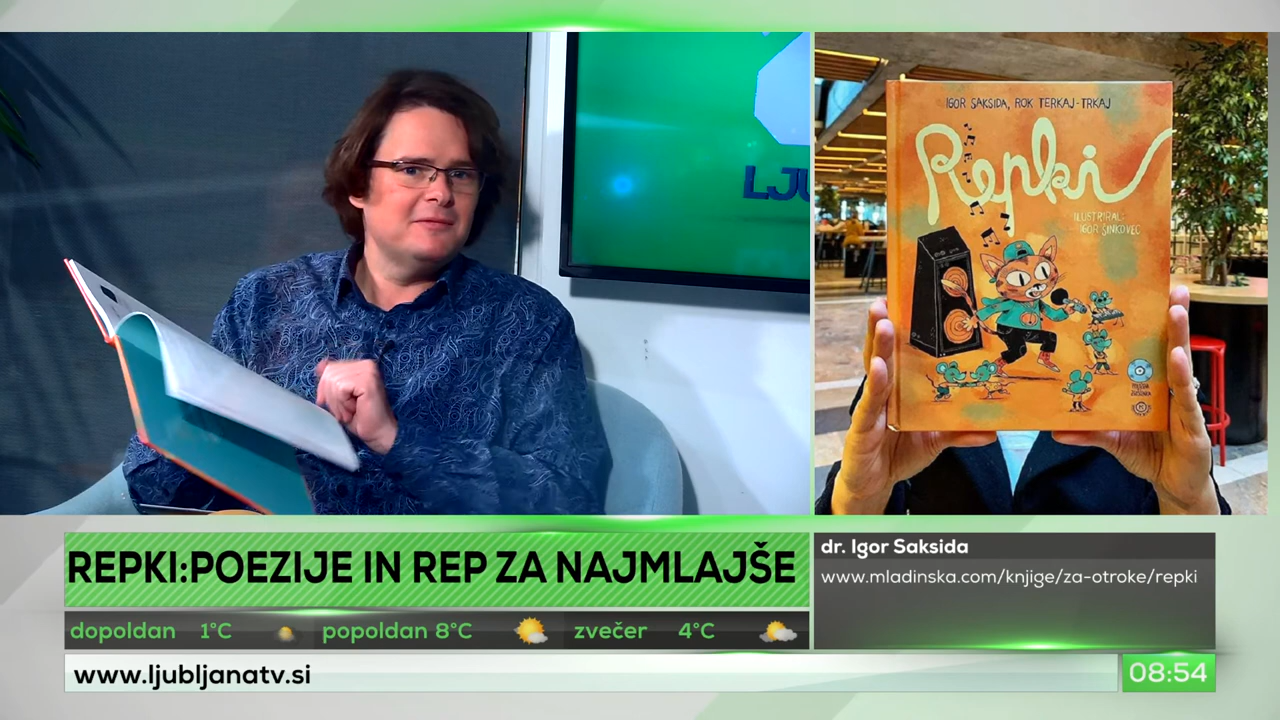 LJU
IGOR SAKSIDA, ROK TERKAJ-TRKAJ
Repki
ILUSTRIRAL:
IGOR ŠINKOVEC
REPKI:POEZIJE IN REP ZA NAJMLAJŠE
dr. Igor Saksida
www.mladinska.com/knjige/za-otroke/repki
dopoldan 1°C popoldan 8°C zvečer 4°C
www.ljubljanatv.si
08:54